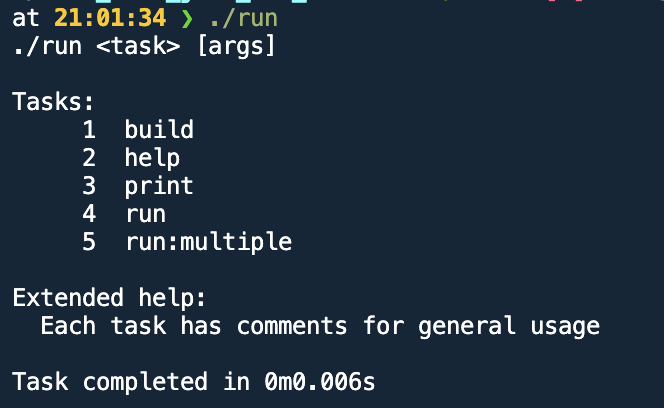 at 21:01:34 ❯ ./run
./run <task> [args]
Tasks:
1 build
2 help
3 print
4 run
5 run:multiple
Extended help:
Each task has comments for general usage
Task completed in 0m0.006s